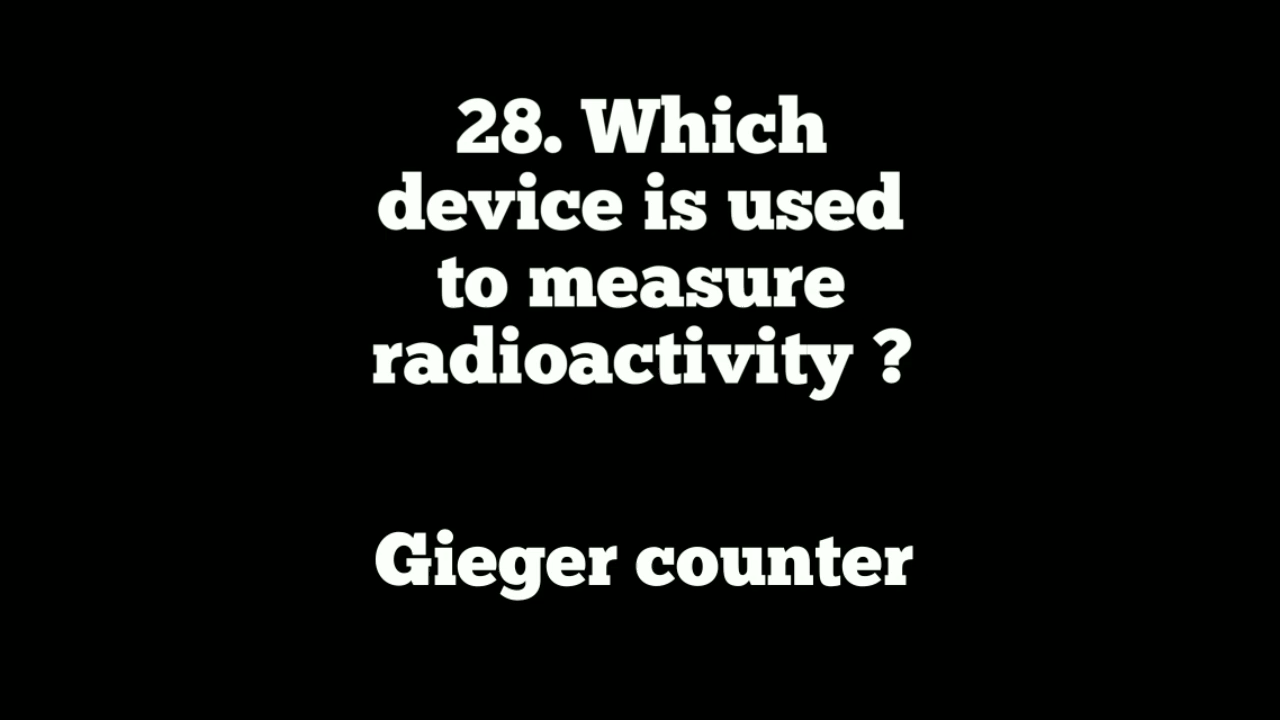 28. Which
device is used
to measure
radioactivity ?
Gieger counter